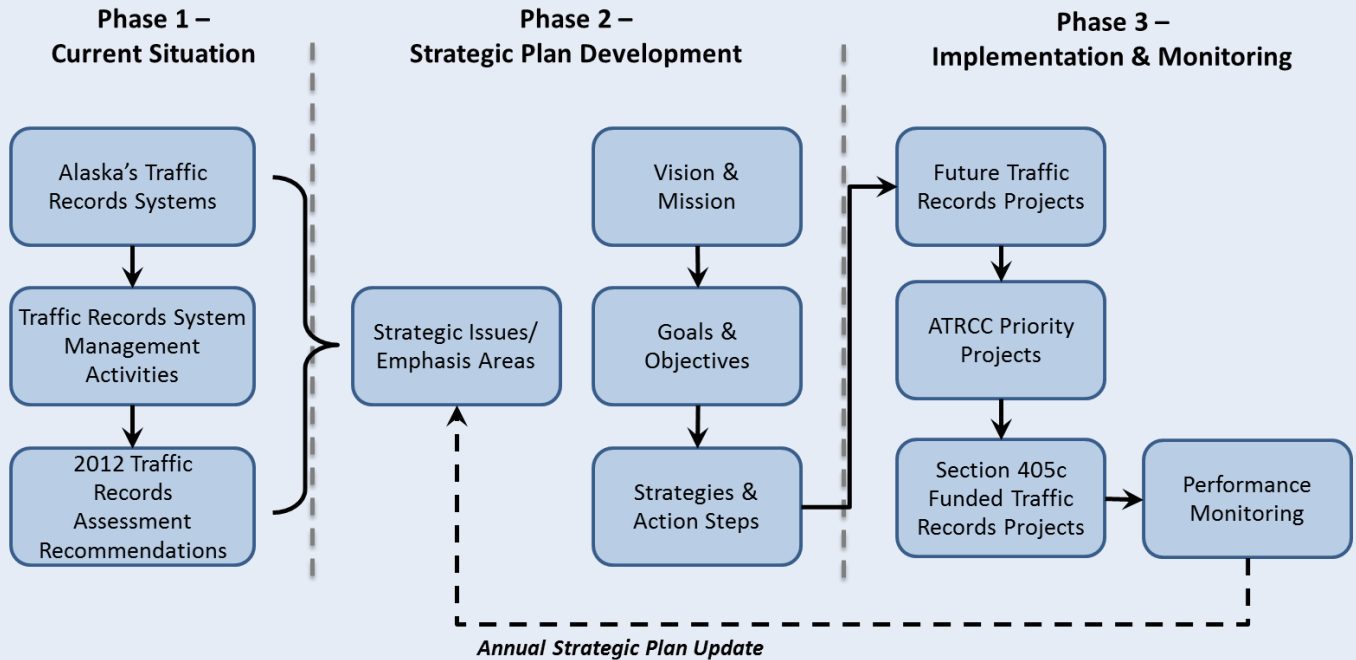 Phase 1 –
Current Situation
Phase 2 –
Strategic Plan Development
Phase 3 –
Implementation & Monitoring
Alaska's Traffic
Records Systems
Traffic Records System
Management
Activities
2012 Traffic
Records
Assessment
Recommendations
Strategic Issues/
Emphasis Areas
Vision &
Mission
Goals &
Objectives
Strategies &
Action Steps
Future Traffic
Records Projects
ATRCC Priority
Projects
Section 405c
Funded Traffic
Records Projects
Performance
Monitoring
Annual Strategic Plan Update